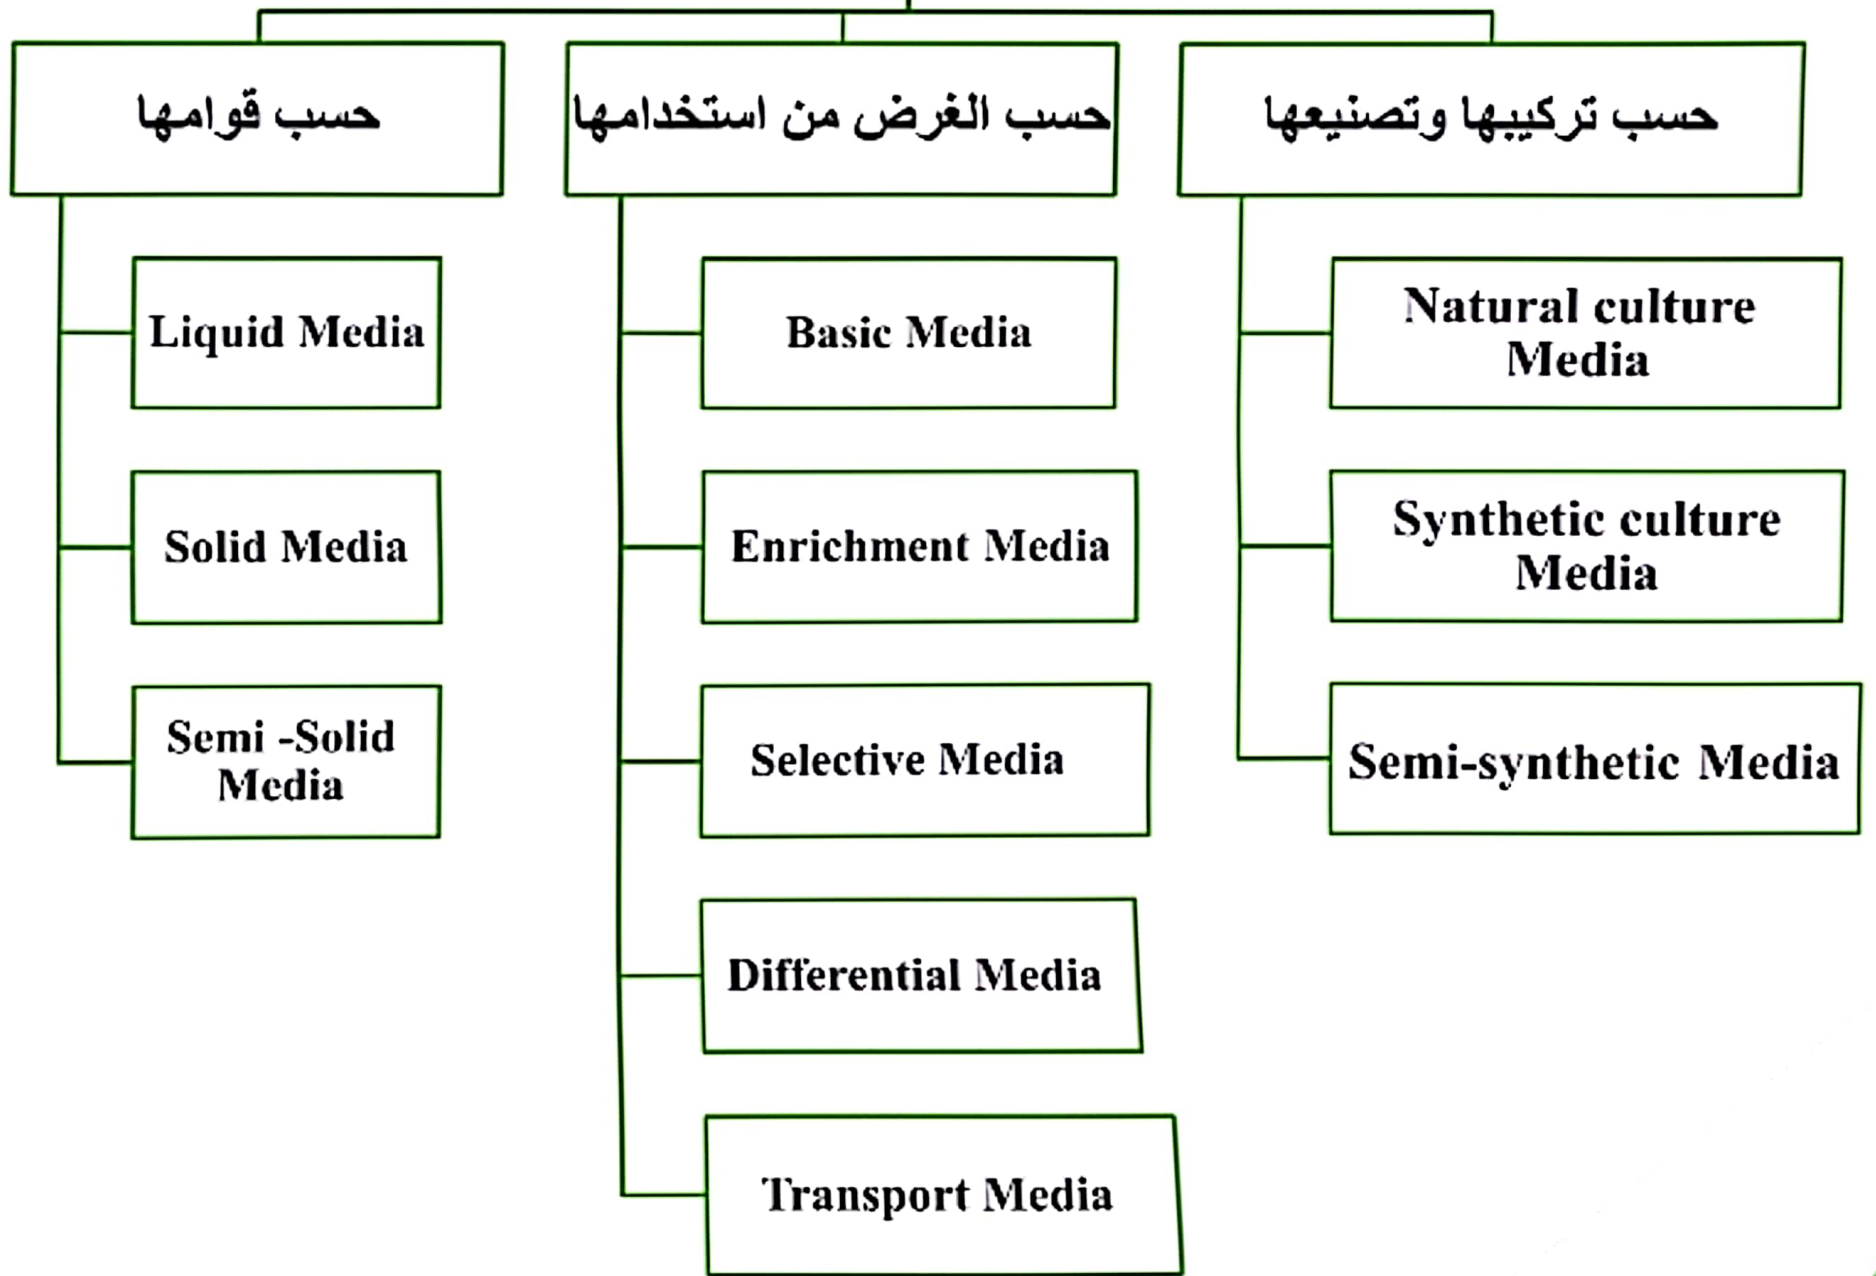 حسب تركيبها وتصنيعها
Natural culture
Media
Synthetic culture
Media
Semi-synthetic Media
حسب الغرض من استخدامها
Basic Media
Enrichment Media
Selective Media
Differential Media
Transport Media
حسب قوامها
Liquid Media
Solid Media
Semi -Solid
Media